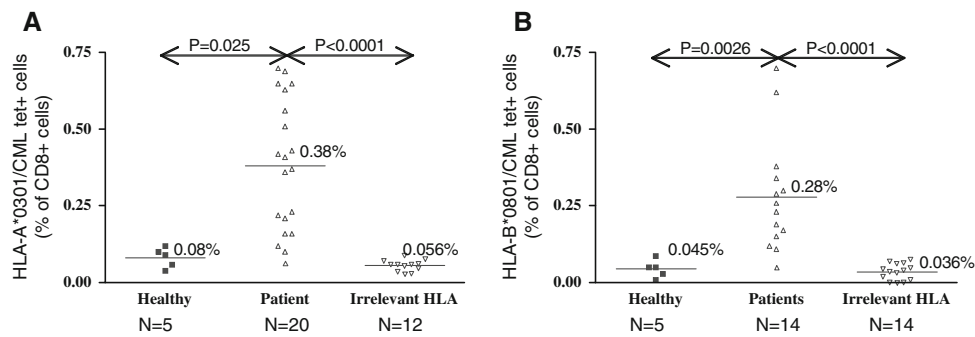 A
HLA-A*0301/CML tet+ cells
(% of CD8+ cells)
0.75
0.50
0.25
0.00
P=0.025
P<0.0001
0.38%
0.08%
0.056%
Healthy
Patient
Irrelevant HLA
N=5
N=20
N=12
B
HLA-B*0801/CML tet+ cells
(% of CD8+ cells)
0.75
0.50
0.25
0.00
P=0.0026
P<0.0001
0.28%
0.045%
0.036%
Healthy
Patients
Irrelevant HLA
N=5
N=14
N=14